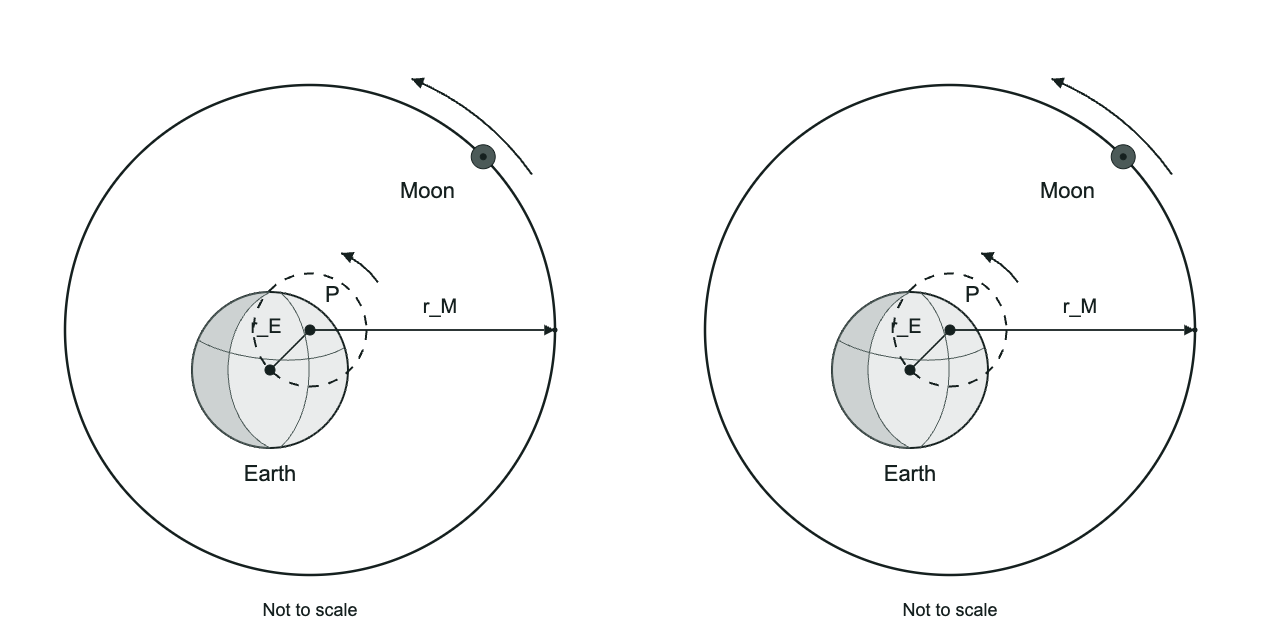 Moon
P
r_M
r_E
Earth
Not to scale
Moon
P
r_M
r_E
Earth
Not to scale